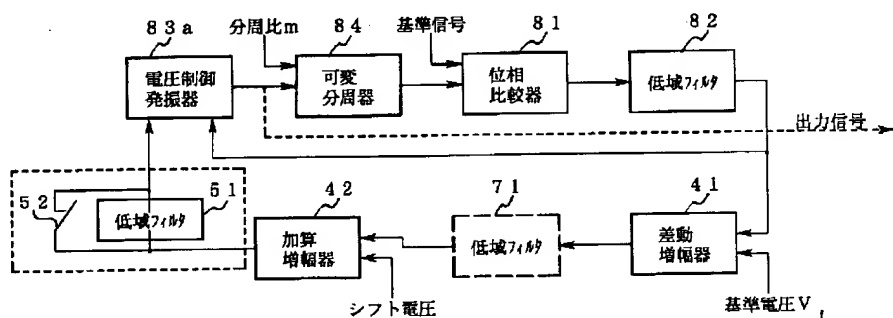 83a
分周比m
84
基準信号
81
82
電圧制御
発振器
可変
分周器
位相
比較器
低域フィルタ
出力信号
52
51
42
71
41
低域フィルタ
加算
増幅器
低域フィルタ
差動
増幅器
シフト電圧
基準電圧Vf